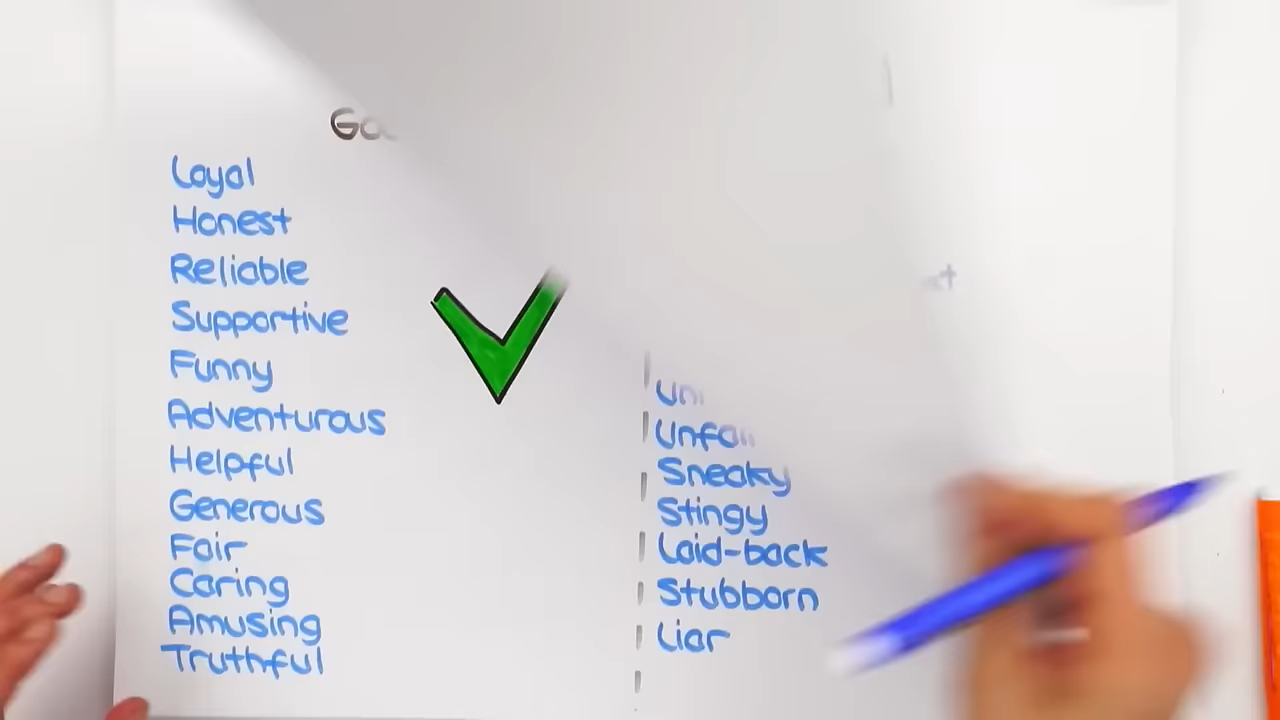 Loyal
Honest
Reliable
Supportive
Funny
Adventurous
Helpful
Generous
Fair
Caring
Amusing
Truthful
Sneaky
Stingy
Laid-back
Stubborn
Liar